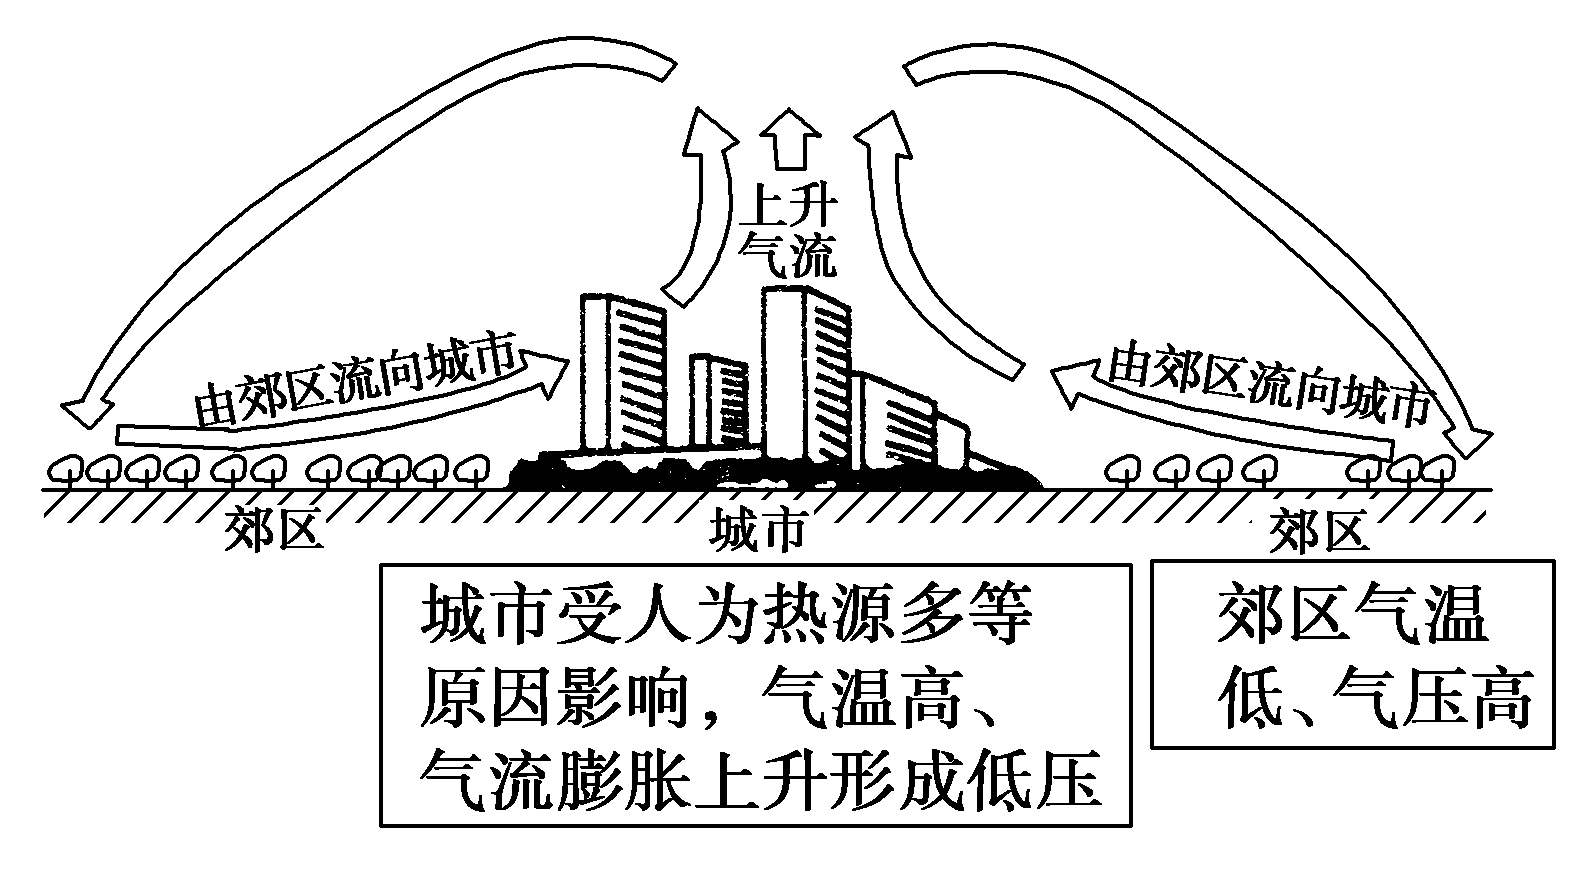 上升
气流
由郊区流向城市
由郊区流向城市
郊区
城市
郊区
城市受人为热源多等
原因影响，气温高、
气流膨胀上升形成低压
郊区气温
低、气压高